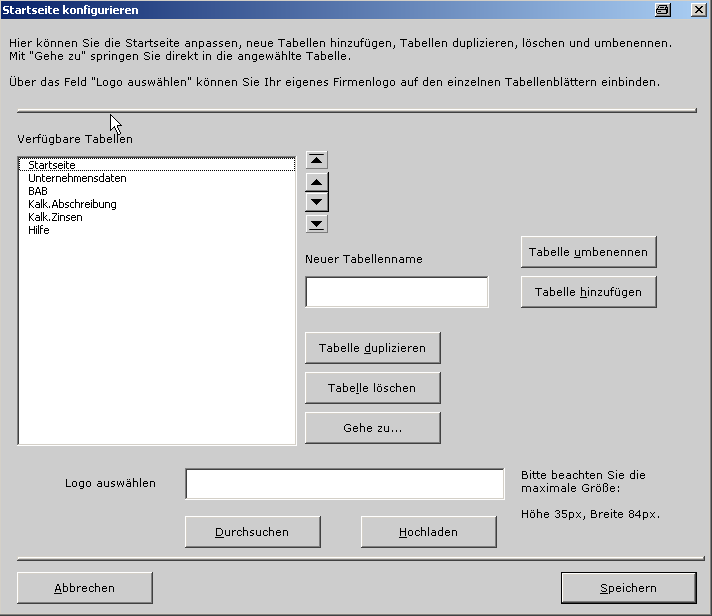 Startseite konfigurieren
Hier können Sie die Startseite anpassen, neue Tabellen hinzufügen, Tabellen duplizieren, löschen und umbenennen.
Mit "Gehe zu" springen Sie direkt in die angewählte Tabelle.
Über das Feld "Logo auswählen" können Sie Ihr eigenes Firmenlogo auf den einzelnen Tabellenblättern einbinden.
Verfügbare Tabellen
Startseite
Unternehmensdaten
BAB
Kalk.Abschreibung
Kalk.Zinsen
Hilfe
Neuer Tabellenname
Tabelle umbenennen
Tabelle hinzufügen
Tabelle duplizieren
Tabelle löschen
Gehe zu...
Logo auswählen
Bitte beachten Sie die
maximale Größe:
Höhe 35px, Breite 84px.
Durchsuchen
Hochladen
Abbrechen
Speichern